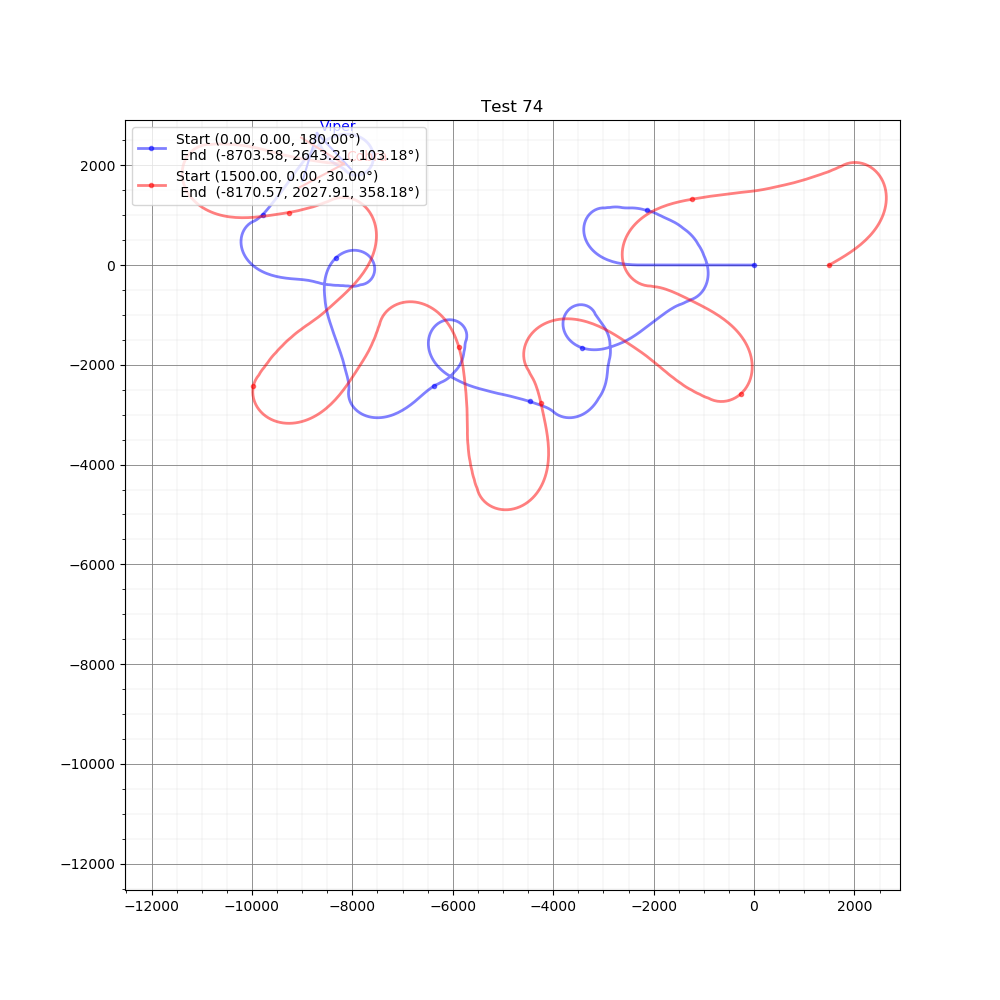 Test 74
Viper
Start (0.00, 0.00, 180.00°)
End (-8703.58, 2643.21, 103.18°)
Start (1500.00, 0.00, 30.00°)
End (-8170.57, 2027.91, 358.18°)
2000
0
−2000
−4000
−6000
−8000
−10000
−12000
−12000 −10000 −8000 −6000 −4000 −2000 0 2000